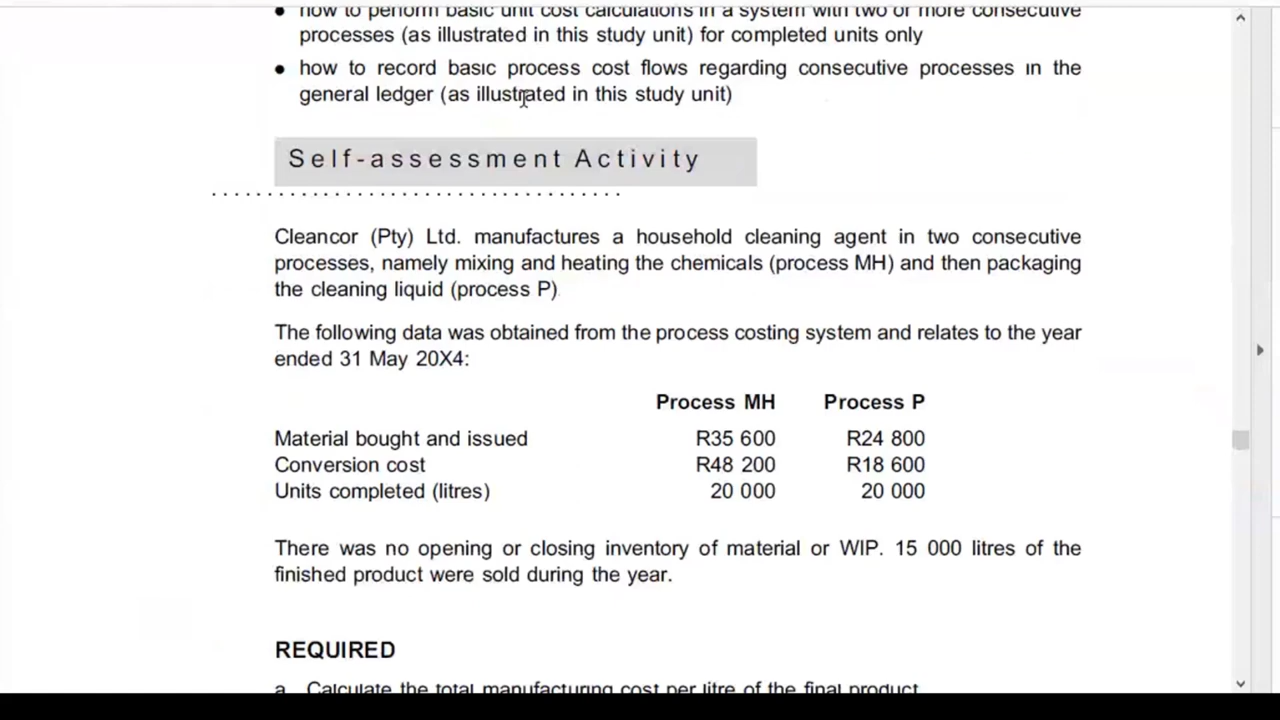 ● how to perform basic unit cost calculations in a system with two or more consecutive
processes (as illustrated in this study unit) for completed units only
● how to record basic process cost flows regarding consecutive processes in the
general ledger (as illustrated in this study unit)
Self-assessment Activity
Cleancor (Pty) Ltd. manufactures a household cleaning agent in two consecutive
processes, namely mixing and heating the chemicals (process MH) and then packaging
the cleaning liquid (process P)
The following data was obtained from the process costing system and relates to the year
ended 31 May 20X4:
Process MH Process P
Material bought and issued R35 600 R24 800
Conversion cost R48 200 R18 600
Units completed (litres) 20 000 20 000
There was no opening or closing inventory of material or WIP. 15 000 litres of the
finished product were sold during the year.
REQUIRED
a Calculate the total manufacturing cost per litre of the final product